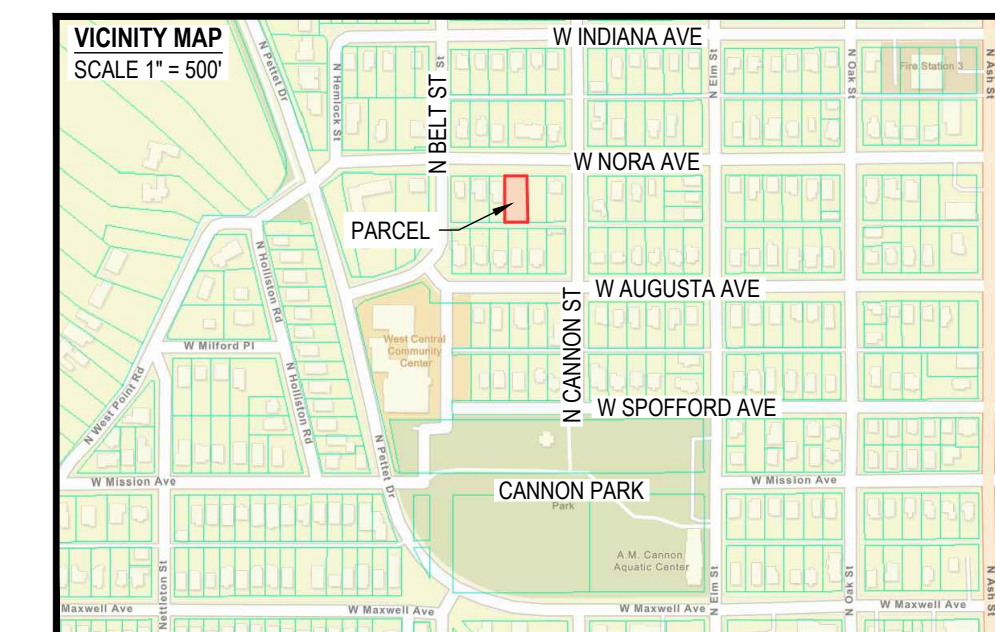 VICINITY MAP
SCALE 1" = 500'
W INDIANA AVE
N Pettet Dr
N Hemlock St
St
N BELT ST
N Elm St
N Oak St
Fire Station 3
N Ash St
W NORA AVE
PARCEL
N Holliston Rd
W AUGUSTA AVE
N CANNON ST
West Central
Community
Center
W Milford Pl
N Holliston Rd
N West Point Rd
W SPOFFORD AVE
N Pettet Dr
W Mission Ave
CANNON PARK
Park
W Mission Ave
A.M. Cannon
Aquatic Center
Nettleton St
N Elm St
N Oak St
N Ash St
Maxwell Ave
W Maxwell Ave
W Maxwell Ave
W Maxwell Ave